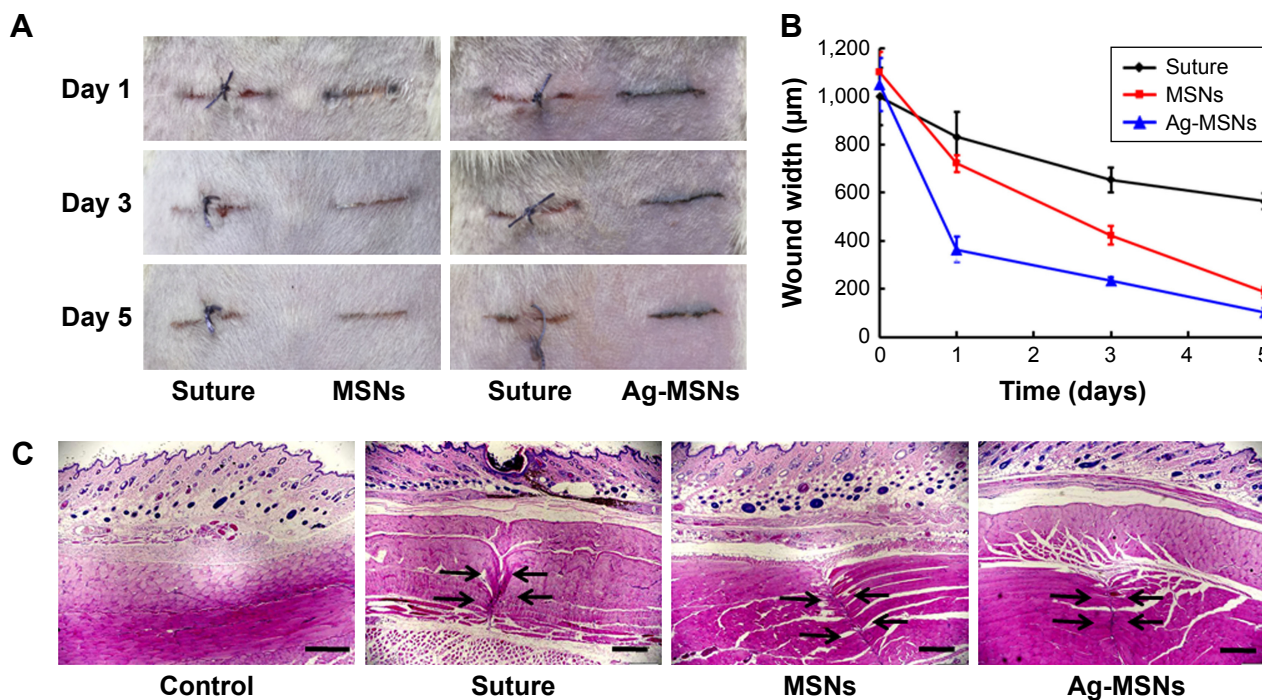 A
Day 1
Day 3
Day 5
Suture
MSNs
Suture
Ag-MSNs
B
Wound width (µm)
1,200
1,000
800
600
400
200
0
0
1
2
3
4
5
Time (days)
Suture
MSNs
Ag-MSNs
C
Control
Suture
MSNs
Ag-MSNs